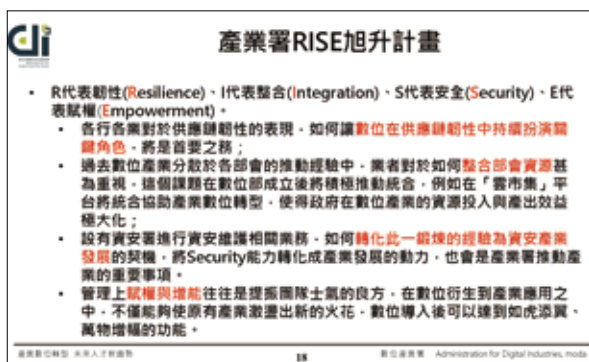 產業署RISE旭升計畫
• R代表韌性(Resilience)、I代表整合(Integration)、S代表安全(Security)、E代
表賦權(Empowerment)。
• 各行各業對於供應鏈韌性的表現，如何讓數位在供應鏈韌性中持續扮演關
鍵角色，將是首要之務；
• 過去數位產業分散於各部會的推動經驗中，業者對於如何整合部會資源甚
為重視，這個課題在數位部成立後將積極推動統合，例如在「雲市集」平
台將統合協助產業數位轉型，使得政府在數位產業的資源投入與產出效益
極大化；
• 設有資安署進行資安維護相關業務，如何轉化此一鍛煉的經驗為資安產業
發展的契機，將Security能力轉化成產業發展的動力，也會是產業署推動產
業的重要事項。
• 管理上賦權與增能往往是提振團隊士氣的良方，在數位衍生到產業應用之
中，不僅能夠使原有產業激盪出新的火花，數位導入後可以達到如虎添翼、
萬物增幅的功能。
產業數位轉型 未來人才新趨勢
18
數位產業署 Administration for Digital Industries, moda